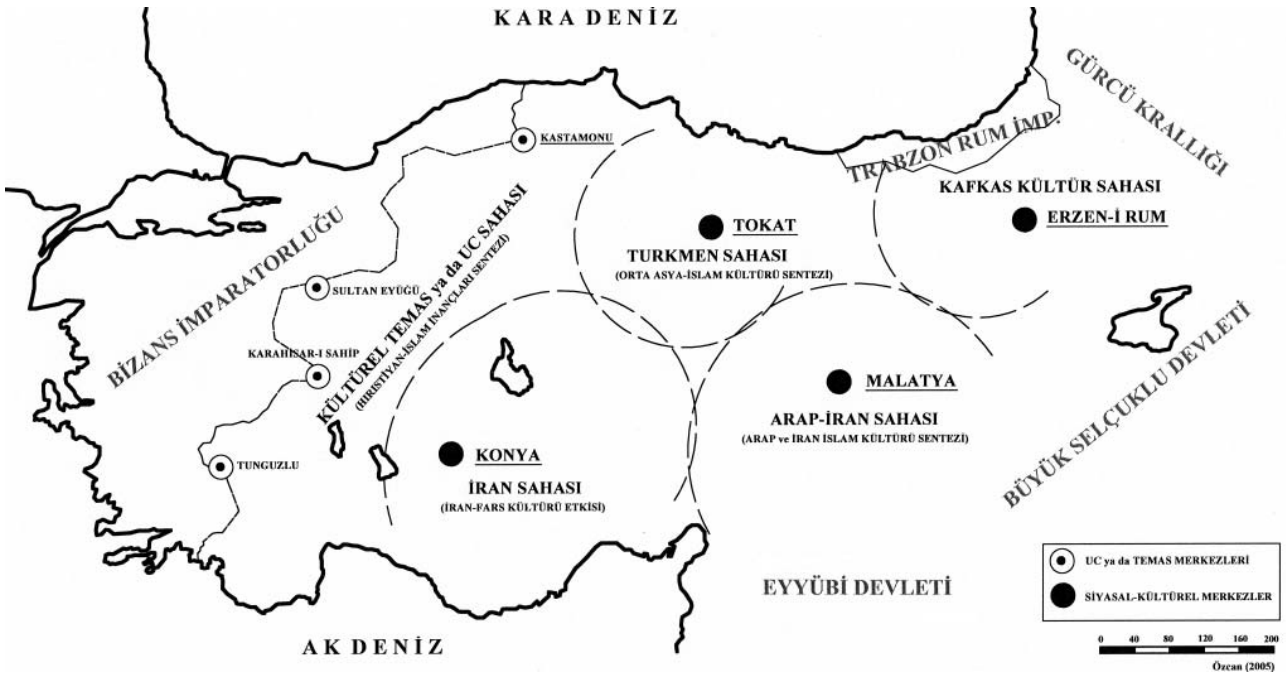 KARA DENİZ
GÜRCÜ KRALLIĞI
TRABZON RUM İMP.
KASTAMONU
KAFKAS KÜLTÜR SAHASI
ERZEN-İ RUM
TOKAT
TURKMEN SAHASI
(ORTA ASYA-İSLAM KÜLTÜRÜ SENTEZİ)
BİZANS İMPARATORLUĞU
KÜLTÜREL TEMAS ya da UC SAHASI
(HIRISTİYAN-İSLAM İNANÇLARI SENTEZİ)
SULTAN EYÜĞÜ
KARAHİSAR-I SAHİP
TUNGUZLU
MALATYA
ARAP-İRAN SAHASI
(ARAP ve İRAN İSLAM KÜLTÜRÜ SENTEZİ)
BÜYÜK SELÇUKLU DEVLETİ
KONYA
İRAN SAHASI
(İRAN-FARS KÜLTÜRÜ ETKİSİ)
EYYÜBİ DEVLETİ
AK DENİZ
UC ya da TEMAS MERKEZLERİ
SİYASAL-KÜLTÜREL MERKEZLER
0 40 80 120 160 200
Özcan (2005)